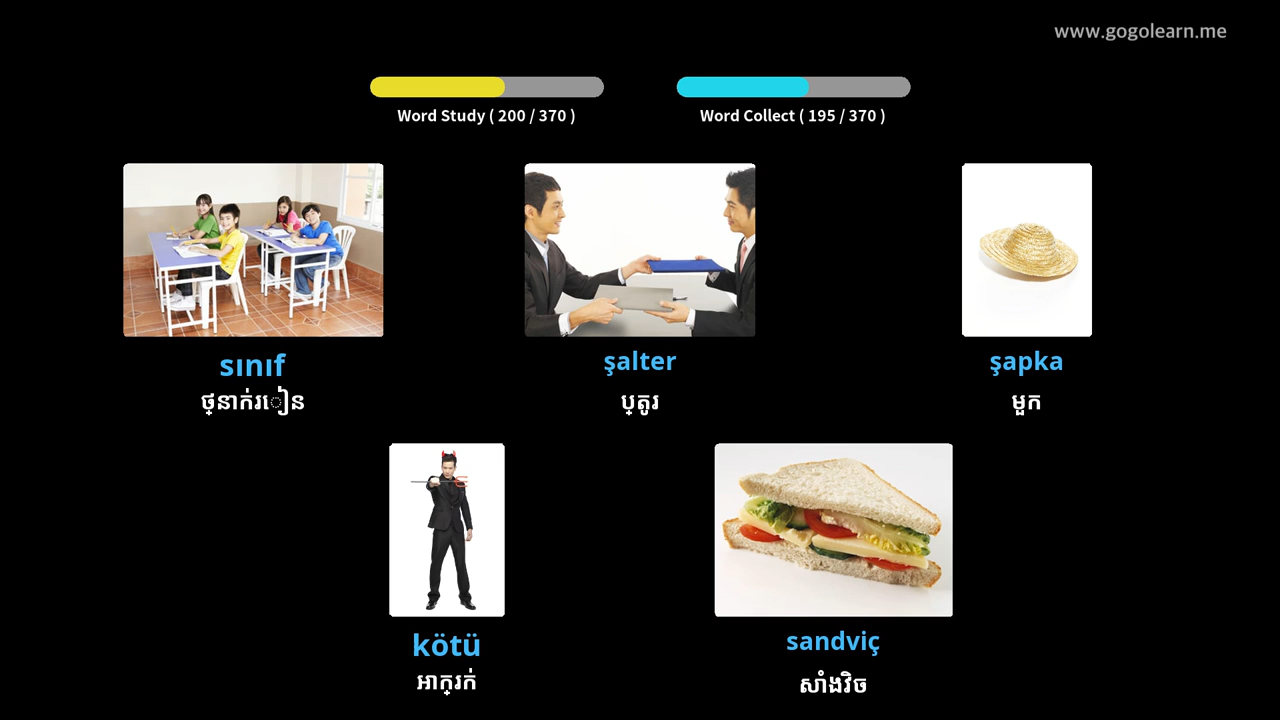 www.gogolearn.me
Word Study ( 200 / 370 )
Word Collect ( 195 / 370 )
sınıf
ថ្នាក់រៀន
şalter
ប្តូរ
şapka
មួក
kötü
អាក្រក់
sandviç
សាំងវិច